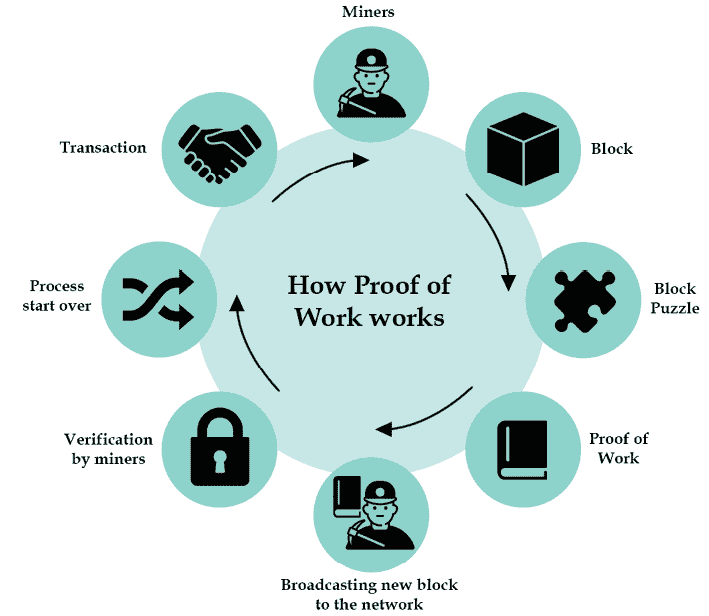 Miners
Transaction
Block
How Proof of
Work works
Process
start over
Block
Puzzle
Verification
by miners
Proof of
Work
Broadcasting new block
to the network